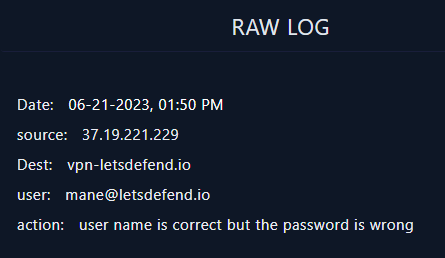 RAW LOG
Date: 06-21-2023, 01:50 PM
source: 37.19.221.229
Dest: vpn-letsdefend.io
user: mane@letsdefend.io
action: user name is correct but the password is wrong